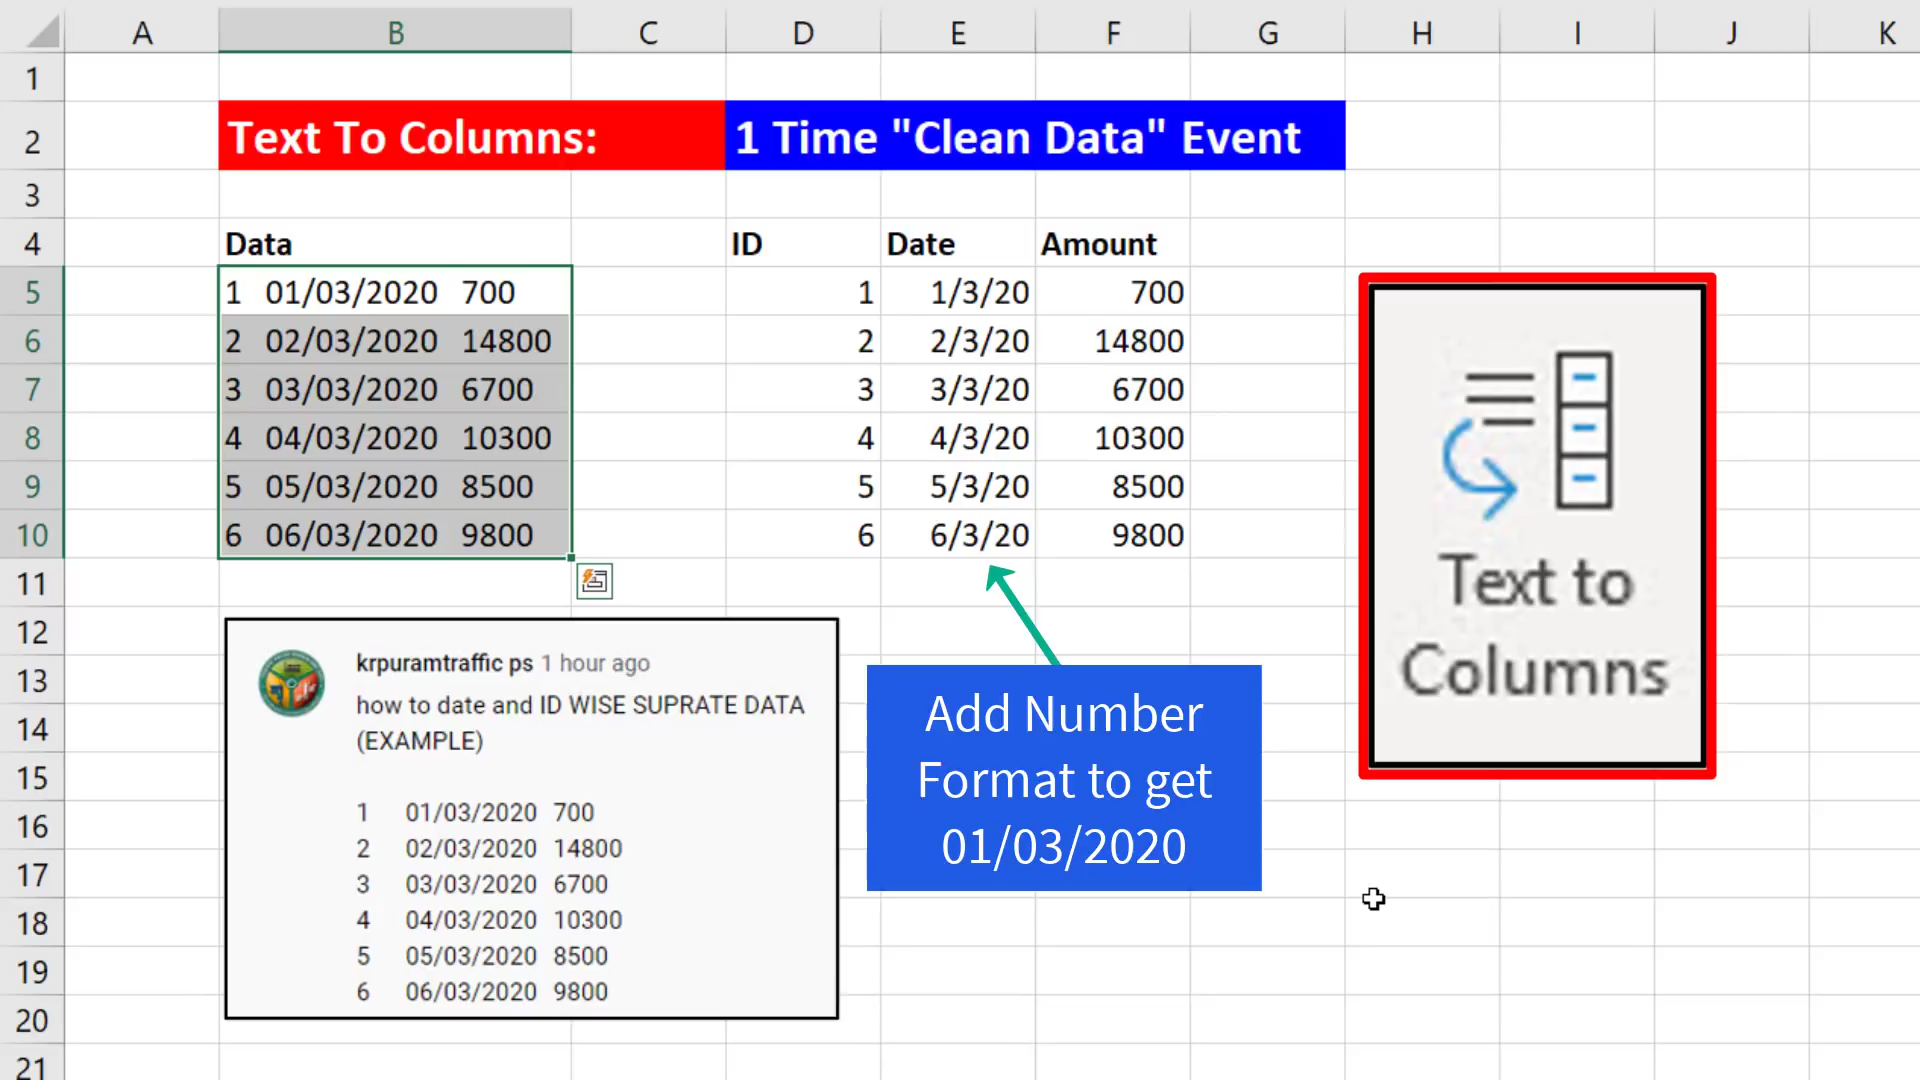 A B C D E F G H I J K
1
2 Text To Columns: 1 Time "Clean Data" Event
3
4 Data ID Date Amount
5 1 01/03/2020 700 1 1/3/20 700
6 2 02/03/2020 14800 2 2/3/20 14800
7 3 03/03/2020 6700 3 3/3/20 6700
8 4 04/03/2020 10300 4 4/3/20 10300
9 5 05/03/2020 8500 5 5/3/20 8500
10 6 06/03/2020 9800 6 6/3/20 9800
11
12
13
14
15
16
17
18
19
20
21
Text to
Columns
krpuramtraffic ps 1 hour ago
how to date and ID WISE SUPRATE DATA
(EXAMPLE)
1 01/03/2020 700
2 02/03/2020 14800
3 03/03/2020 6700
4 04/03/2020 10300
5 05/03/2020 8500
6 06/03/2020 9800
Add Number
Format to get
01/03/2020